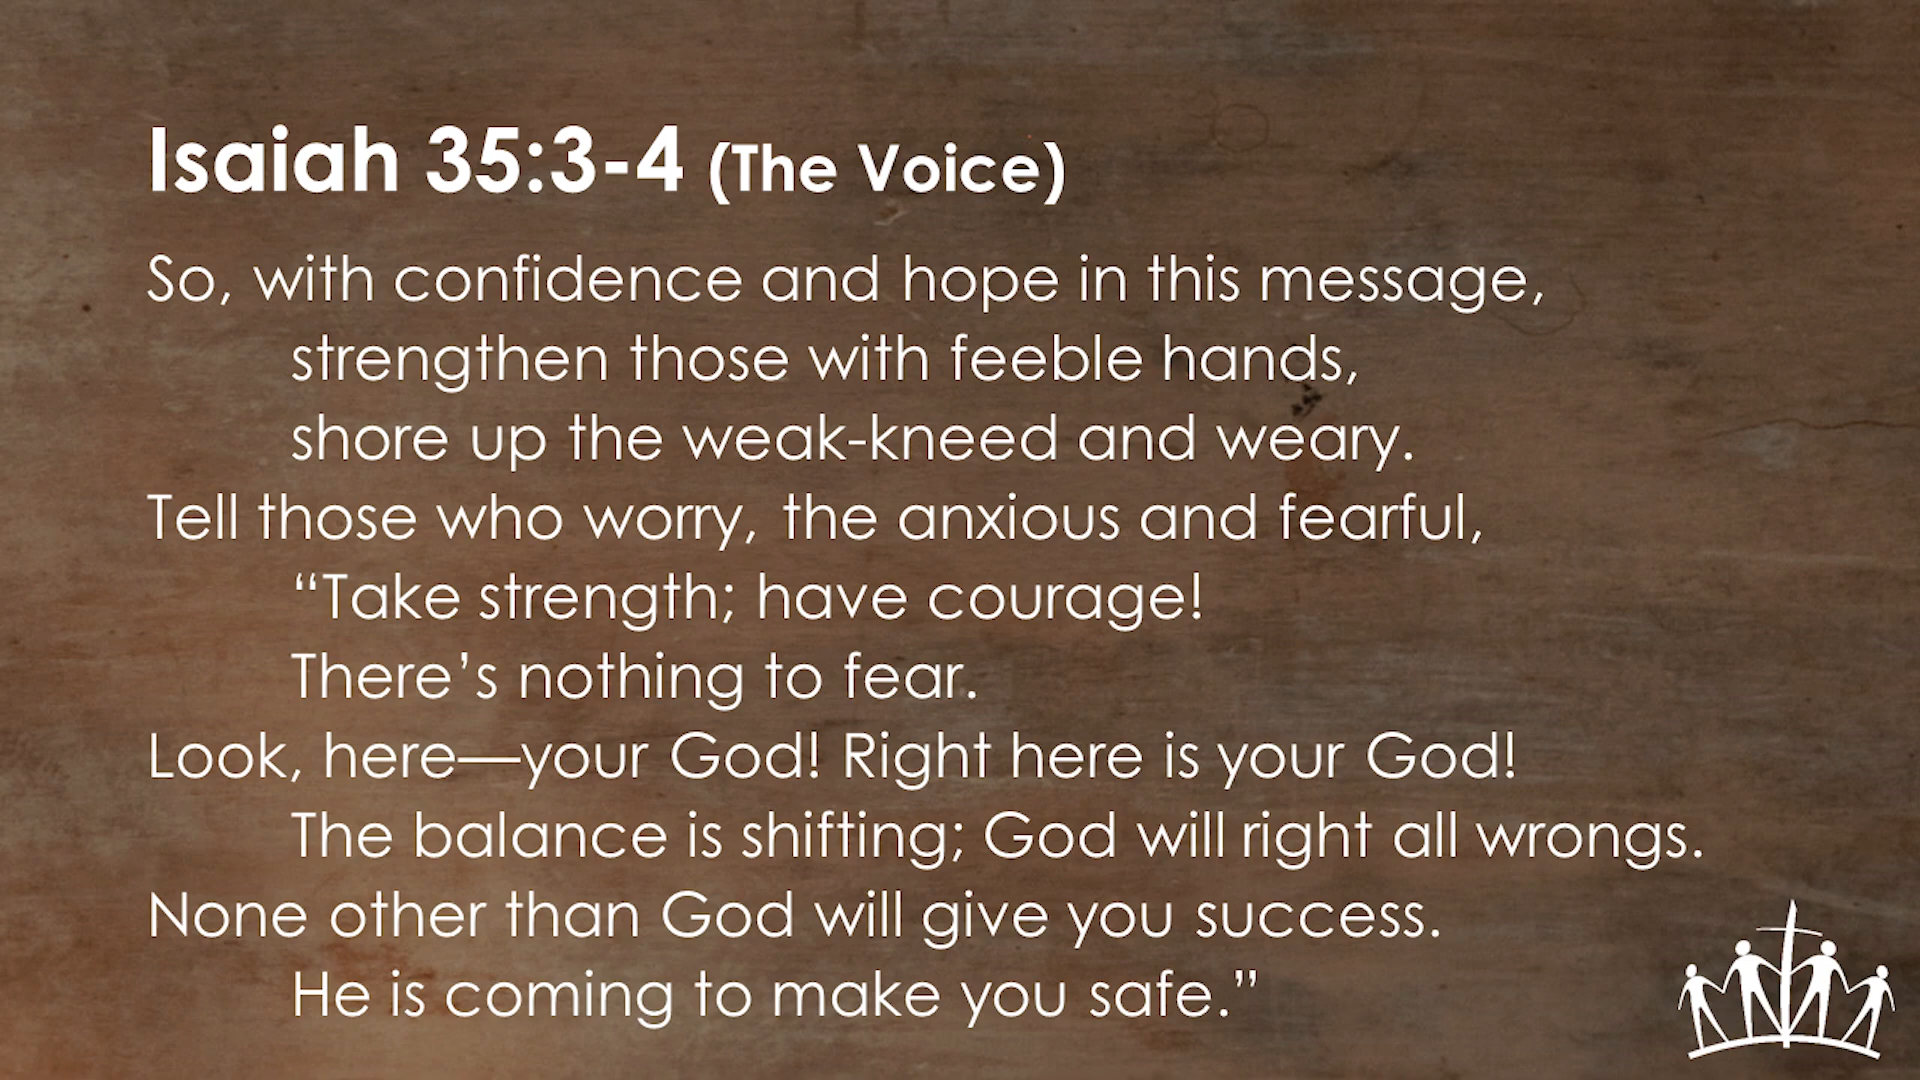 Isaiah 35:3-4 (The Voice)
So, with confidence and hope in this message,
strengthen those with feeble hands,
shore up the weak-kneed and weary.
Tell those who worry, the anxious and fearful,
“Take strength; have courage!
There’s nothing to fear.
Look, here—your God! Right here is your God!
The balance is shifting; God will right all wrongs.
None other than God will give you success.
He is coming to make you safe.”